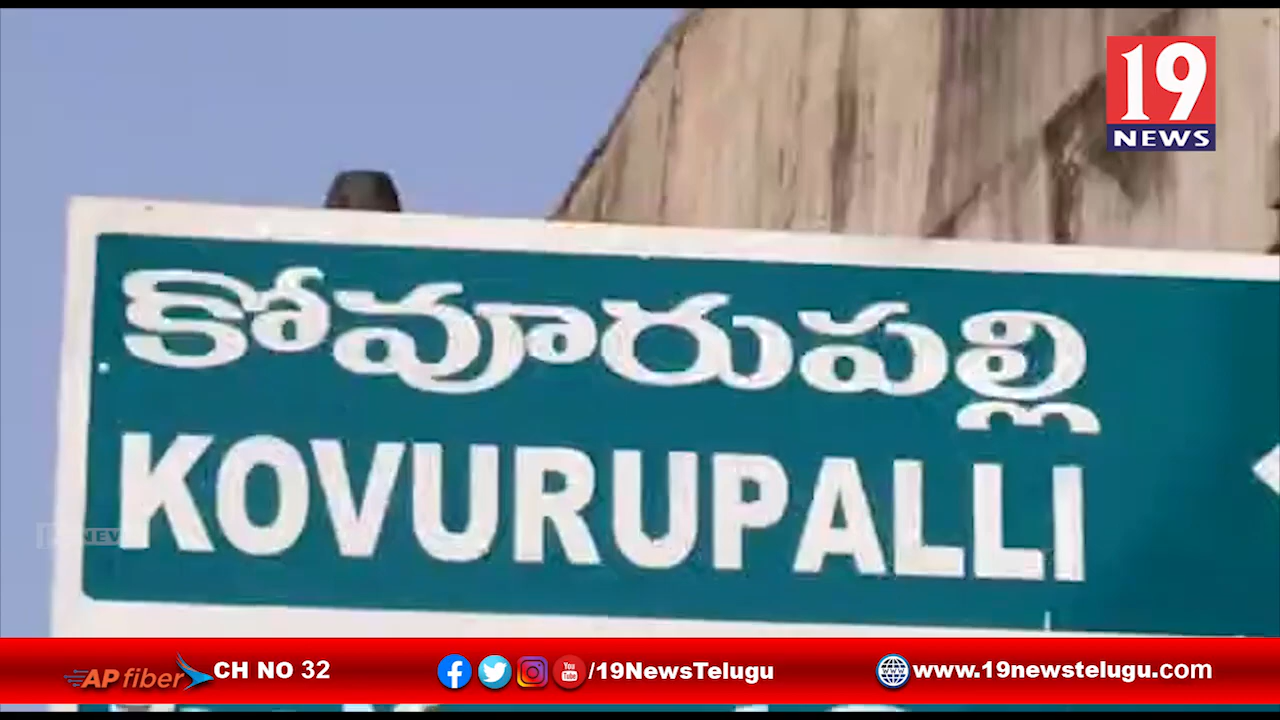 19
NEWS
కోవూరుపల్లి
KOVURUPALLI
AP fiber CH NO 32
/19NewsTelugu
www.19newstelugu.com